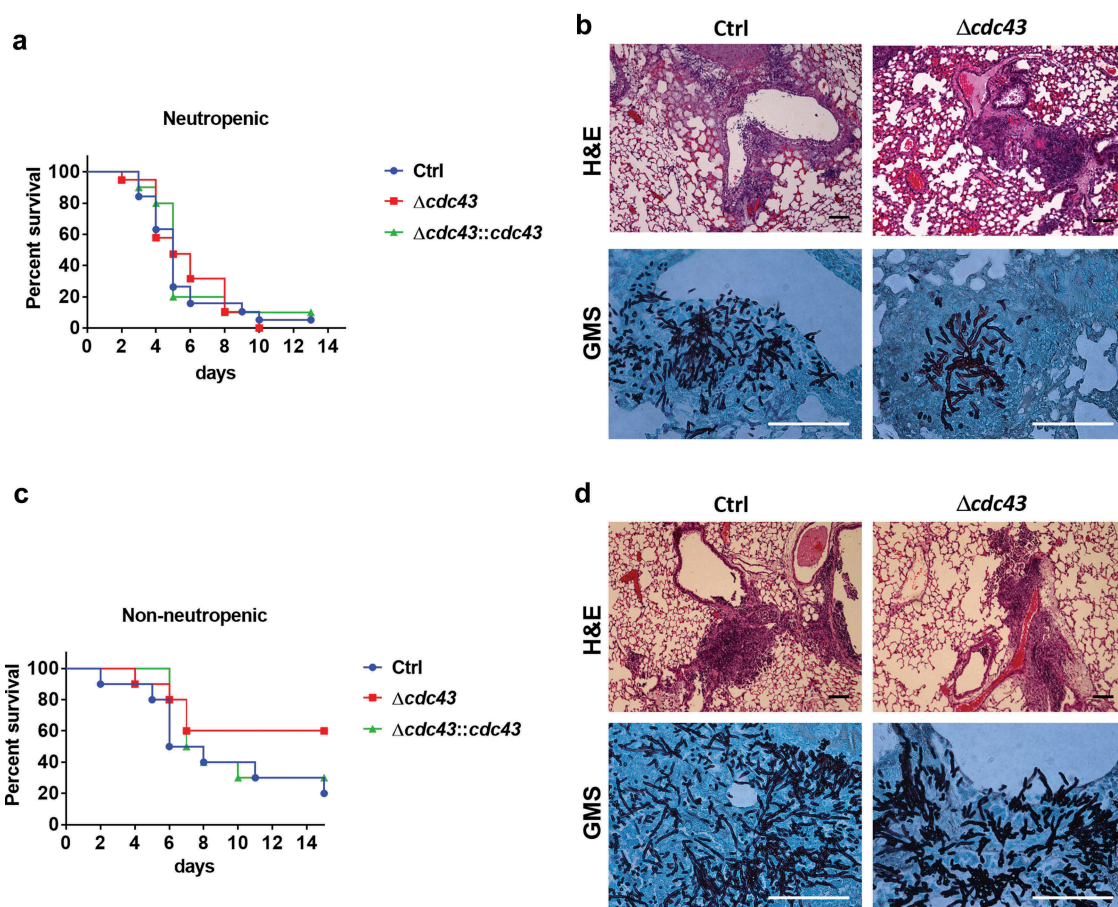 a
Neutropenic
Percent survival
100
80
60
40
20
0
0 2 4 6 8 10 12 14
days
Ctrl
Δcdc43
Δcdc43::cdc43
b
Ctrl Δcdc43
H&E
GMS
c
Non-neutropenic
Percent survival
100
80
60
40
20
0
0 2 4 6 8 10 12 14
days
Ctrl
Δcdc43
Δcdc43::cdc43
d
Ctrl Δcdc43
H&E
GMS